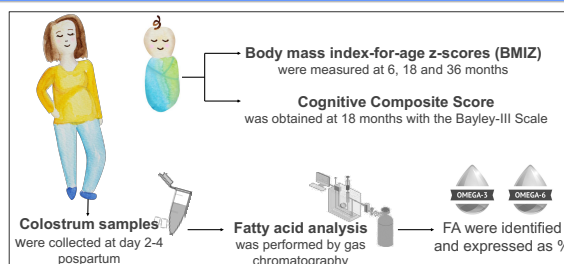 Body mass index-for-age z-scores (BMIZ)
were measured at 6, 18 and 36 months
Cognitive Composite Score
was obtained at 18 months with the Bayley-III Scale
OMEGA-3
OMEGA-6
Colostrum samples
were collected at day 2-4
pospartum
Fatty acid analysis
was performed by gas
chromatography
FA were identified
and expressed as %